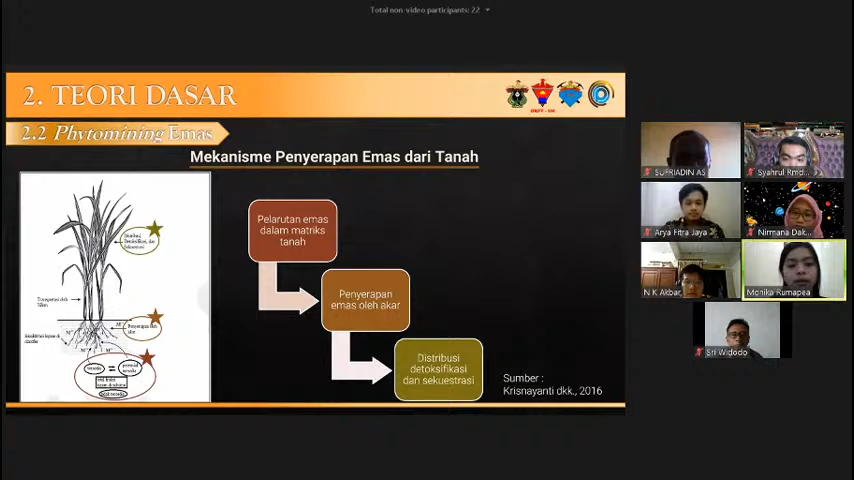 Total non-video participants: 22
2. TEORI DASAR
2.2 Phytomining Emas
Mekanisme Penyerapan Emas dari Tanah
Pelarutan emas
dalam matriks
tanah
Penyerapan
emas oleh akar
Distribusi
detoksifikasi
dan sekuestrasi
Sumber :
Krisnayanti dkk., 2016
SUFRIADIN AS
Syahrul Rmd...
Arya Fitra Jaya
Nirmana Dak...
N K Akbar
Monika Rumapea
Sri Widodo